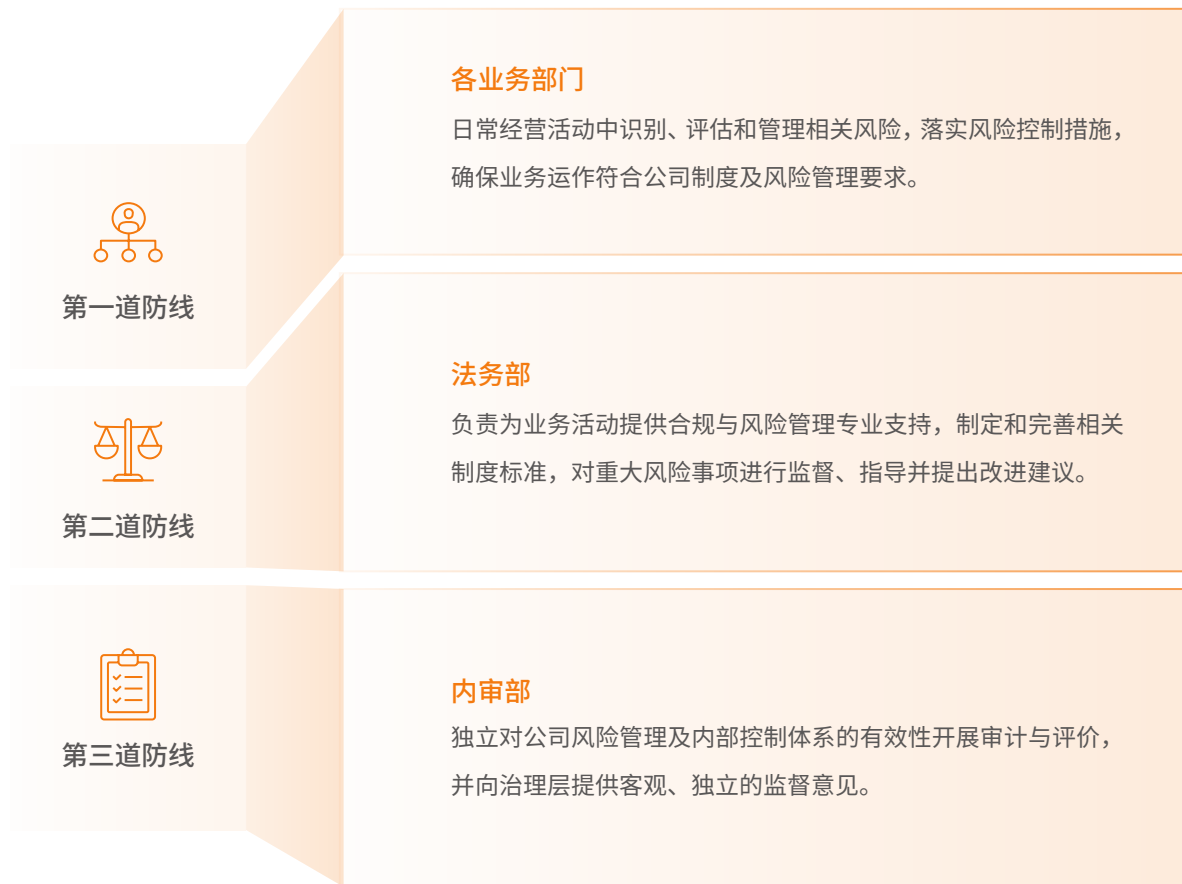 各业务部门
日常经营活动中识别、评估和管理相关风险，落实风险控制措施，
确保业务运作符合公司制度及风险管理要求。
第一道防线
法务部
负责为业务活动提供合规与风险管理专业支持，制定和完善相关
制度标准，对重大风险事项进行监督、指导并提出改进建议。
第二道防线
内审部
独立对公司风险管理及内部控制体系的有效性开展审计与评价，
并向治理层提供客观、独立的监督意见。
第三道防线